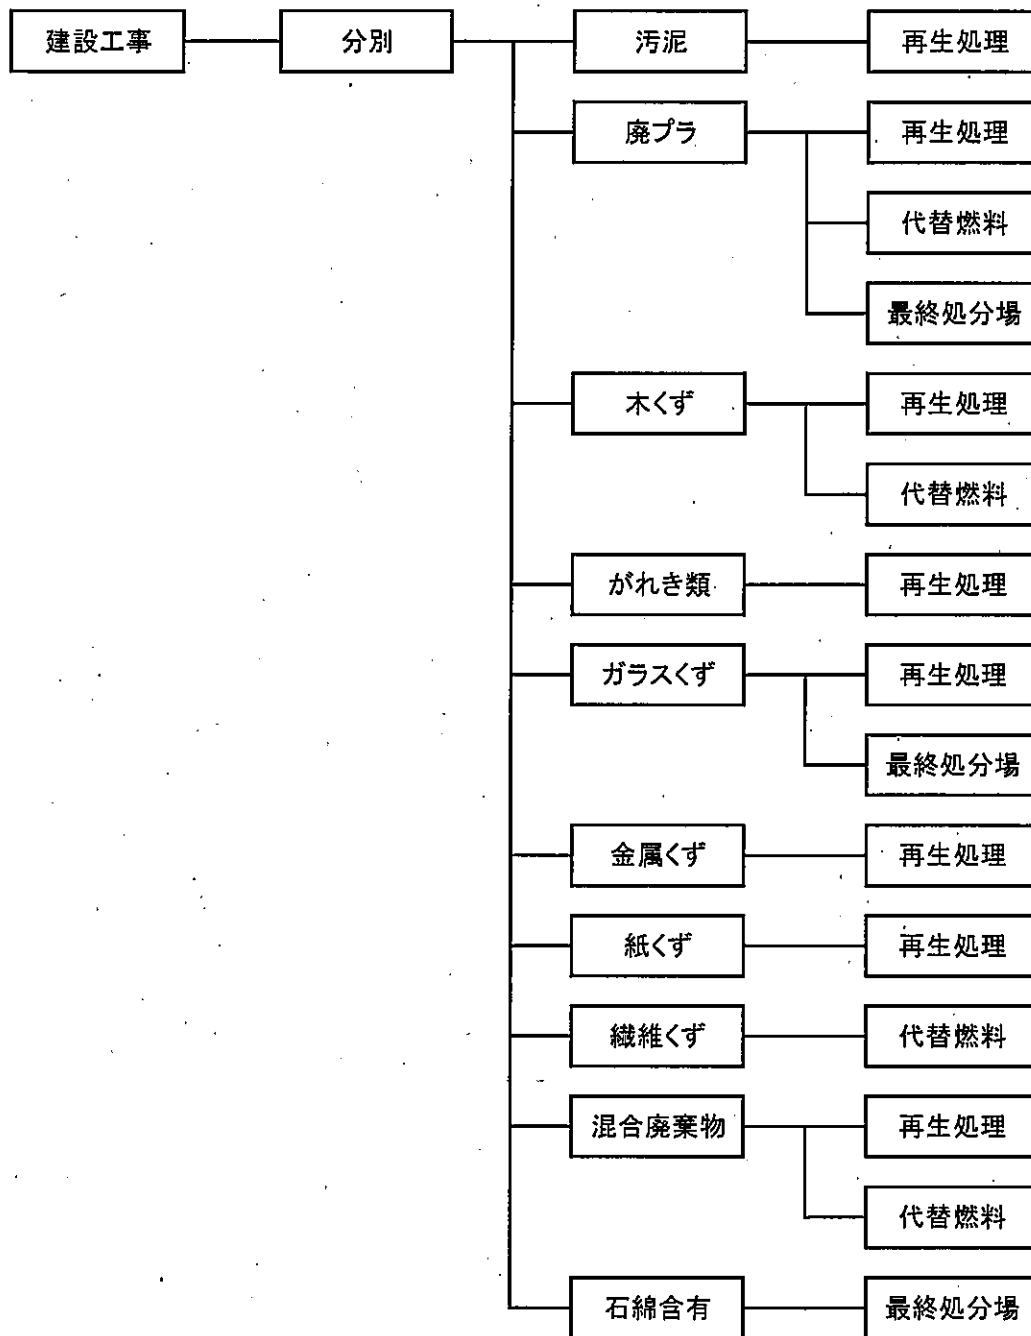 建設工事 分別 汚泥 再生処理
廃プラ 再生処理
代替燃料
最終処分場
木くず 再生処理
代替燃料
がれき類 再生処理
ガラスくず 再生処理
最終処分場
金属くず 再生処理
紙くず 再生処理
繊維くず 代替燃料
混合廃棄物 再生処理
代替燃料
石綿含有 最終処分場